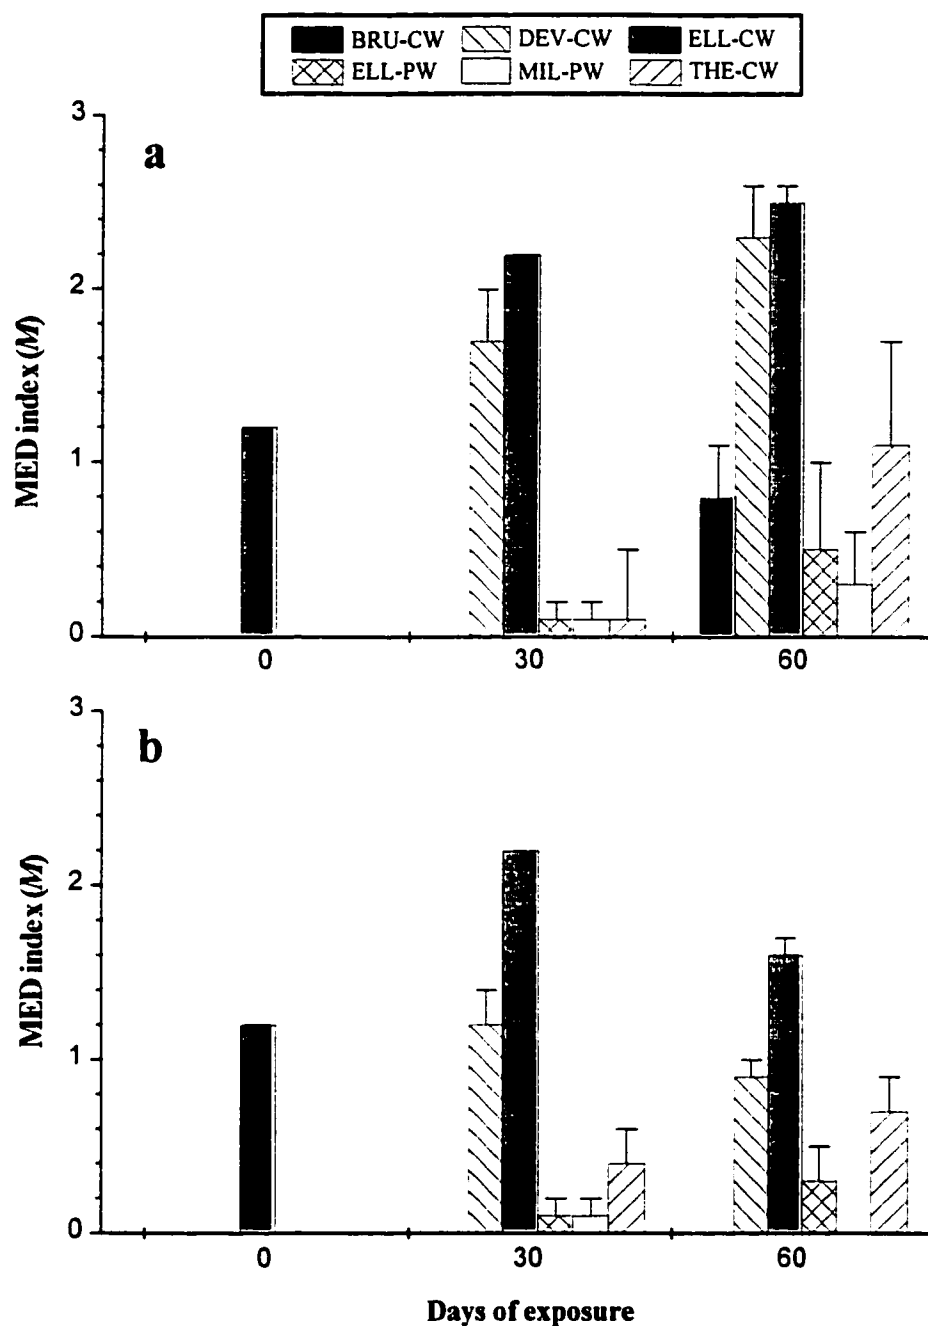 BRU-CW DEV-CW ELL-CW
ELL-PW MIL-PW THE-CW
a
MED index (M)
3
2
1
0
0 30 60
b
MED index (M)
3
2
1
0
0 30 60
Days of exposure